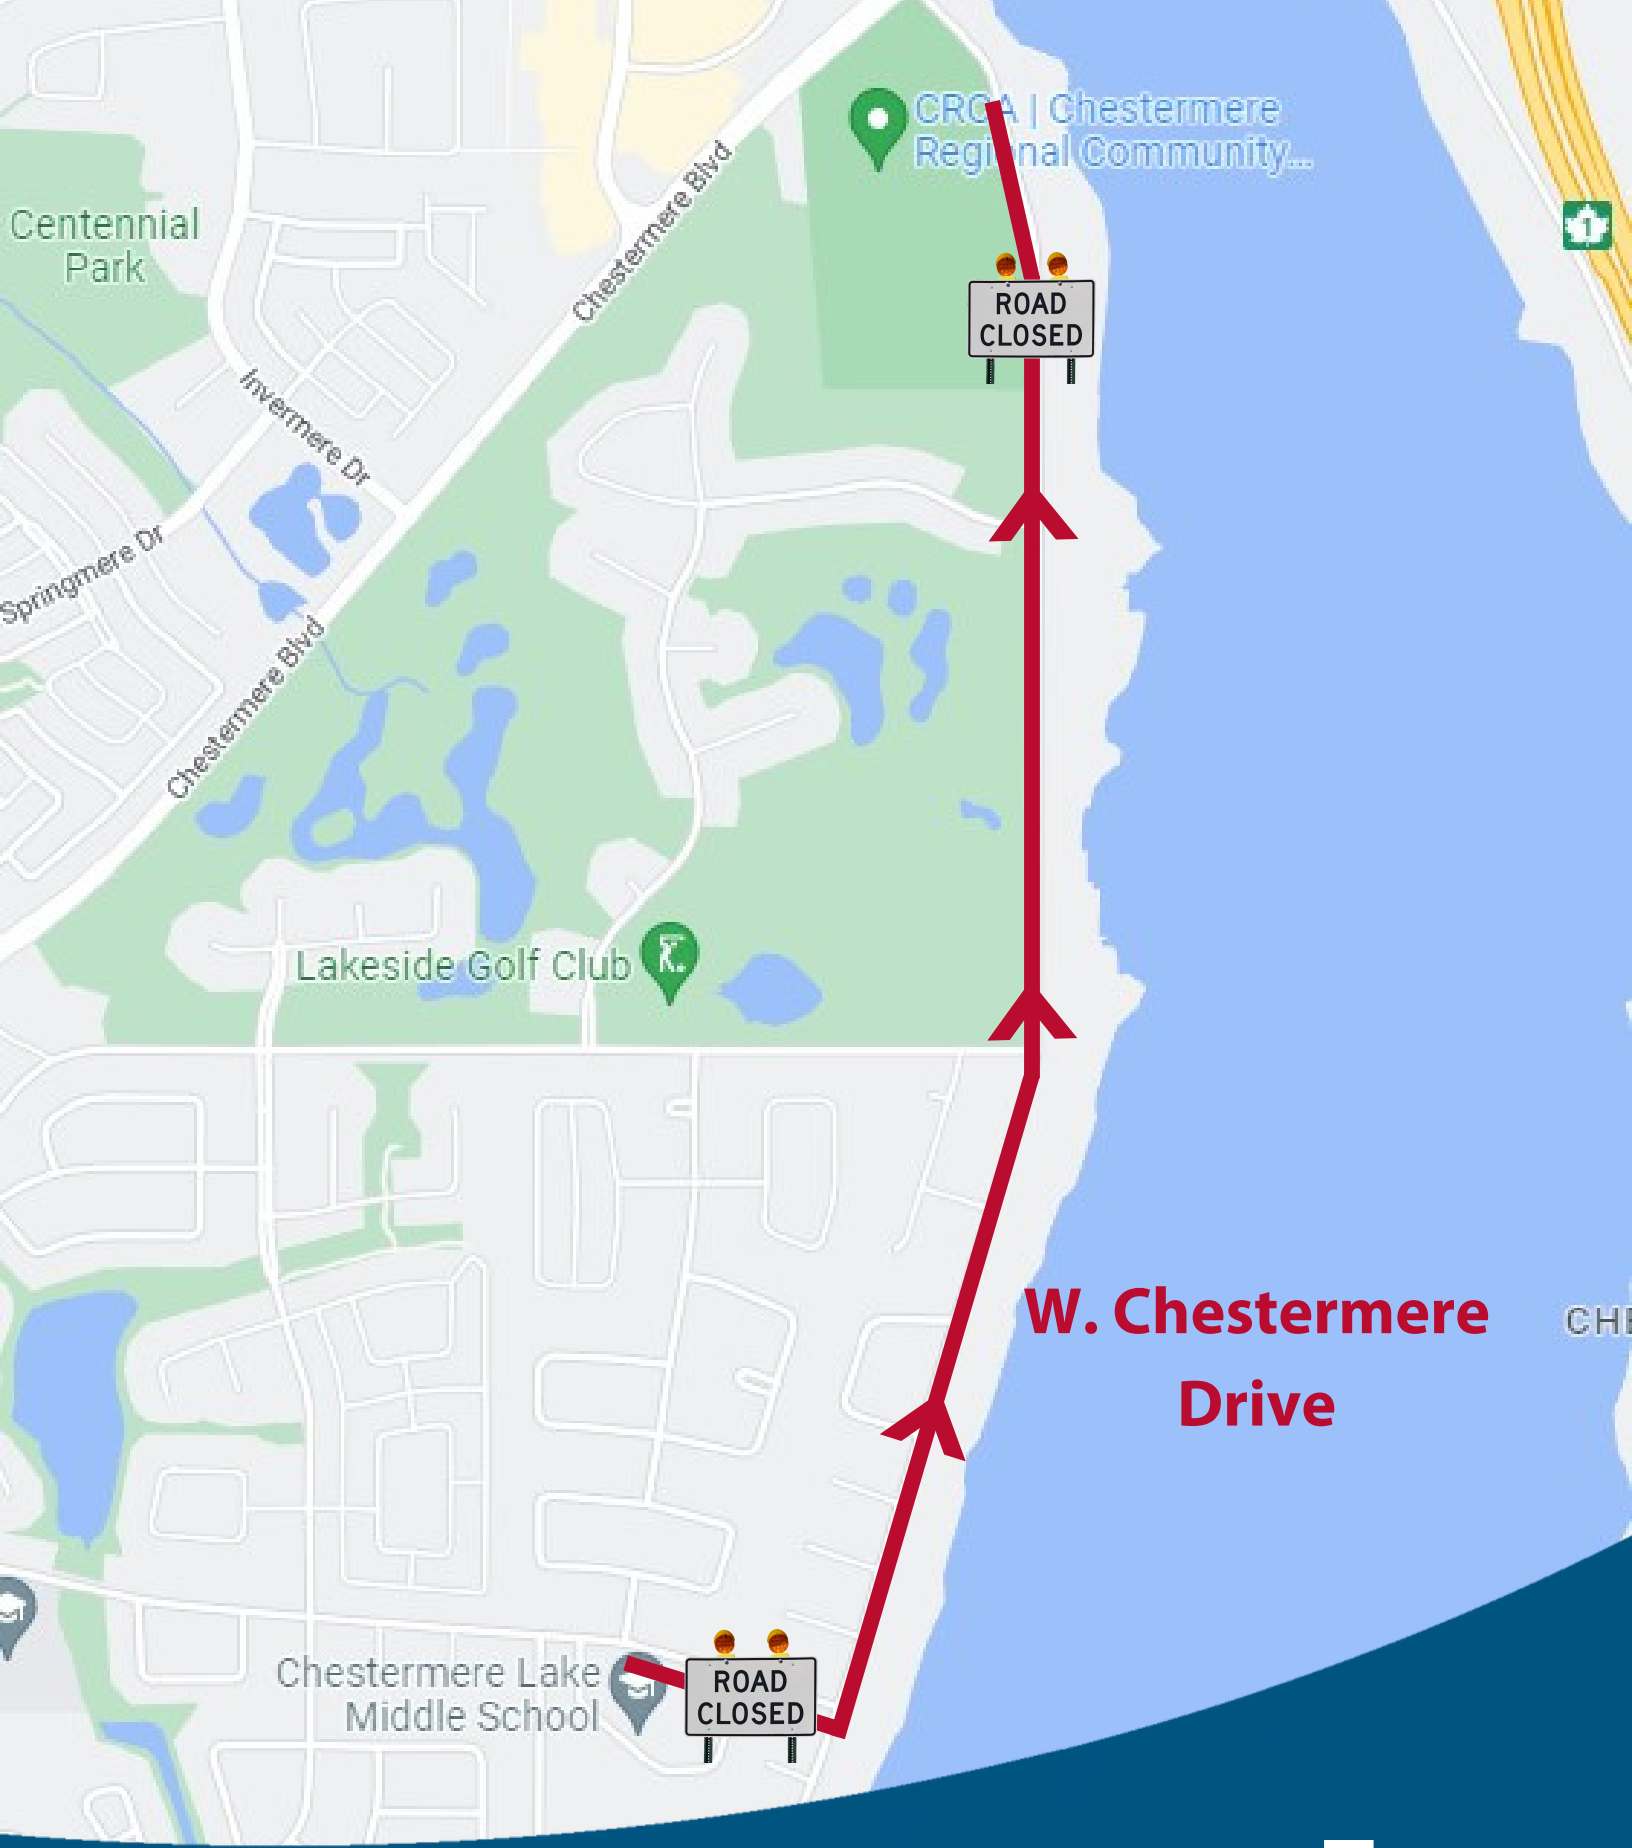 CRCA | Chestermere
Regional Community...
1
Chestermere Blvd
Centennial
Park
ROAD
CLOSED
Invermere Dr
Springmere Dr
Chestermere Blvd
Lakeside Golf Club
W. Chestermere
Drive
Chestermere Lake
Middle School
ROAD
CLOSED